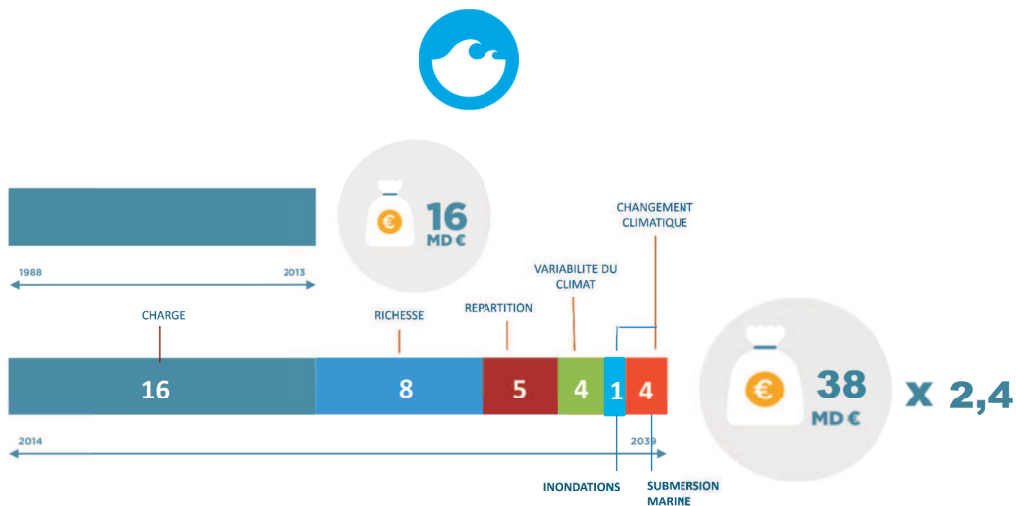 €
16
MD €
1988
2013
CHANGEMENT
CLIMATIQUE
VARIABILITE DU
CLIMAT
REPARTITION
RICHESSE
CHARGE
16
8
5
4
1
4
€
38
MD €
x 2,4
2014
2039
INONDATIONS
SUBMERSION
MARINE